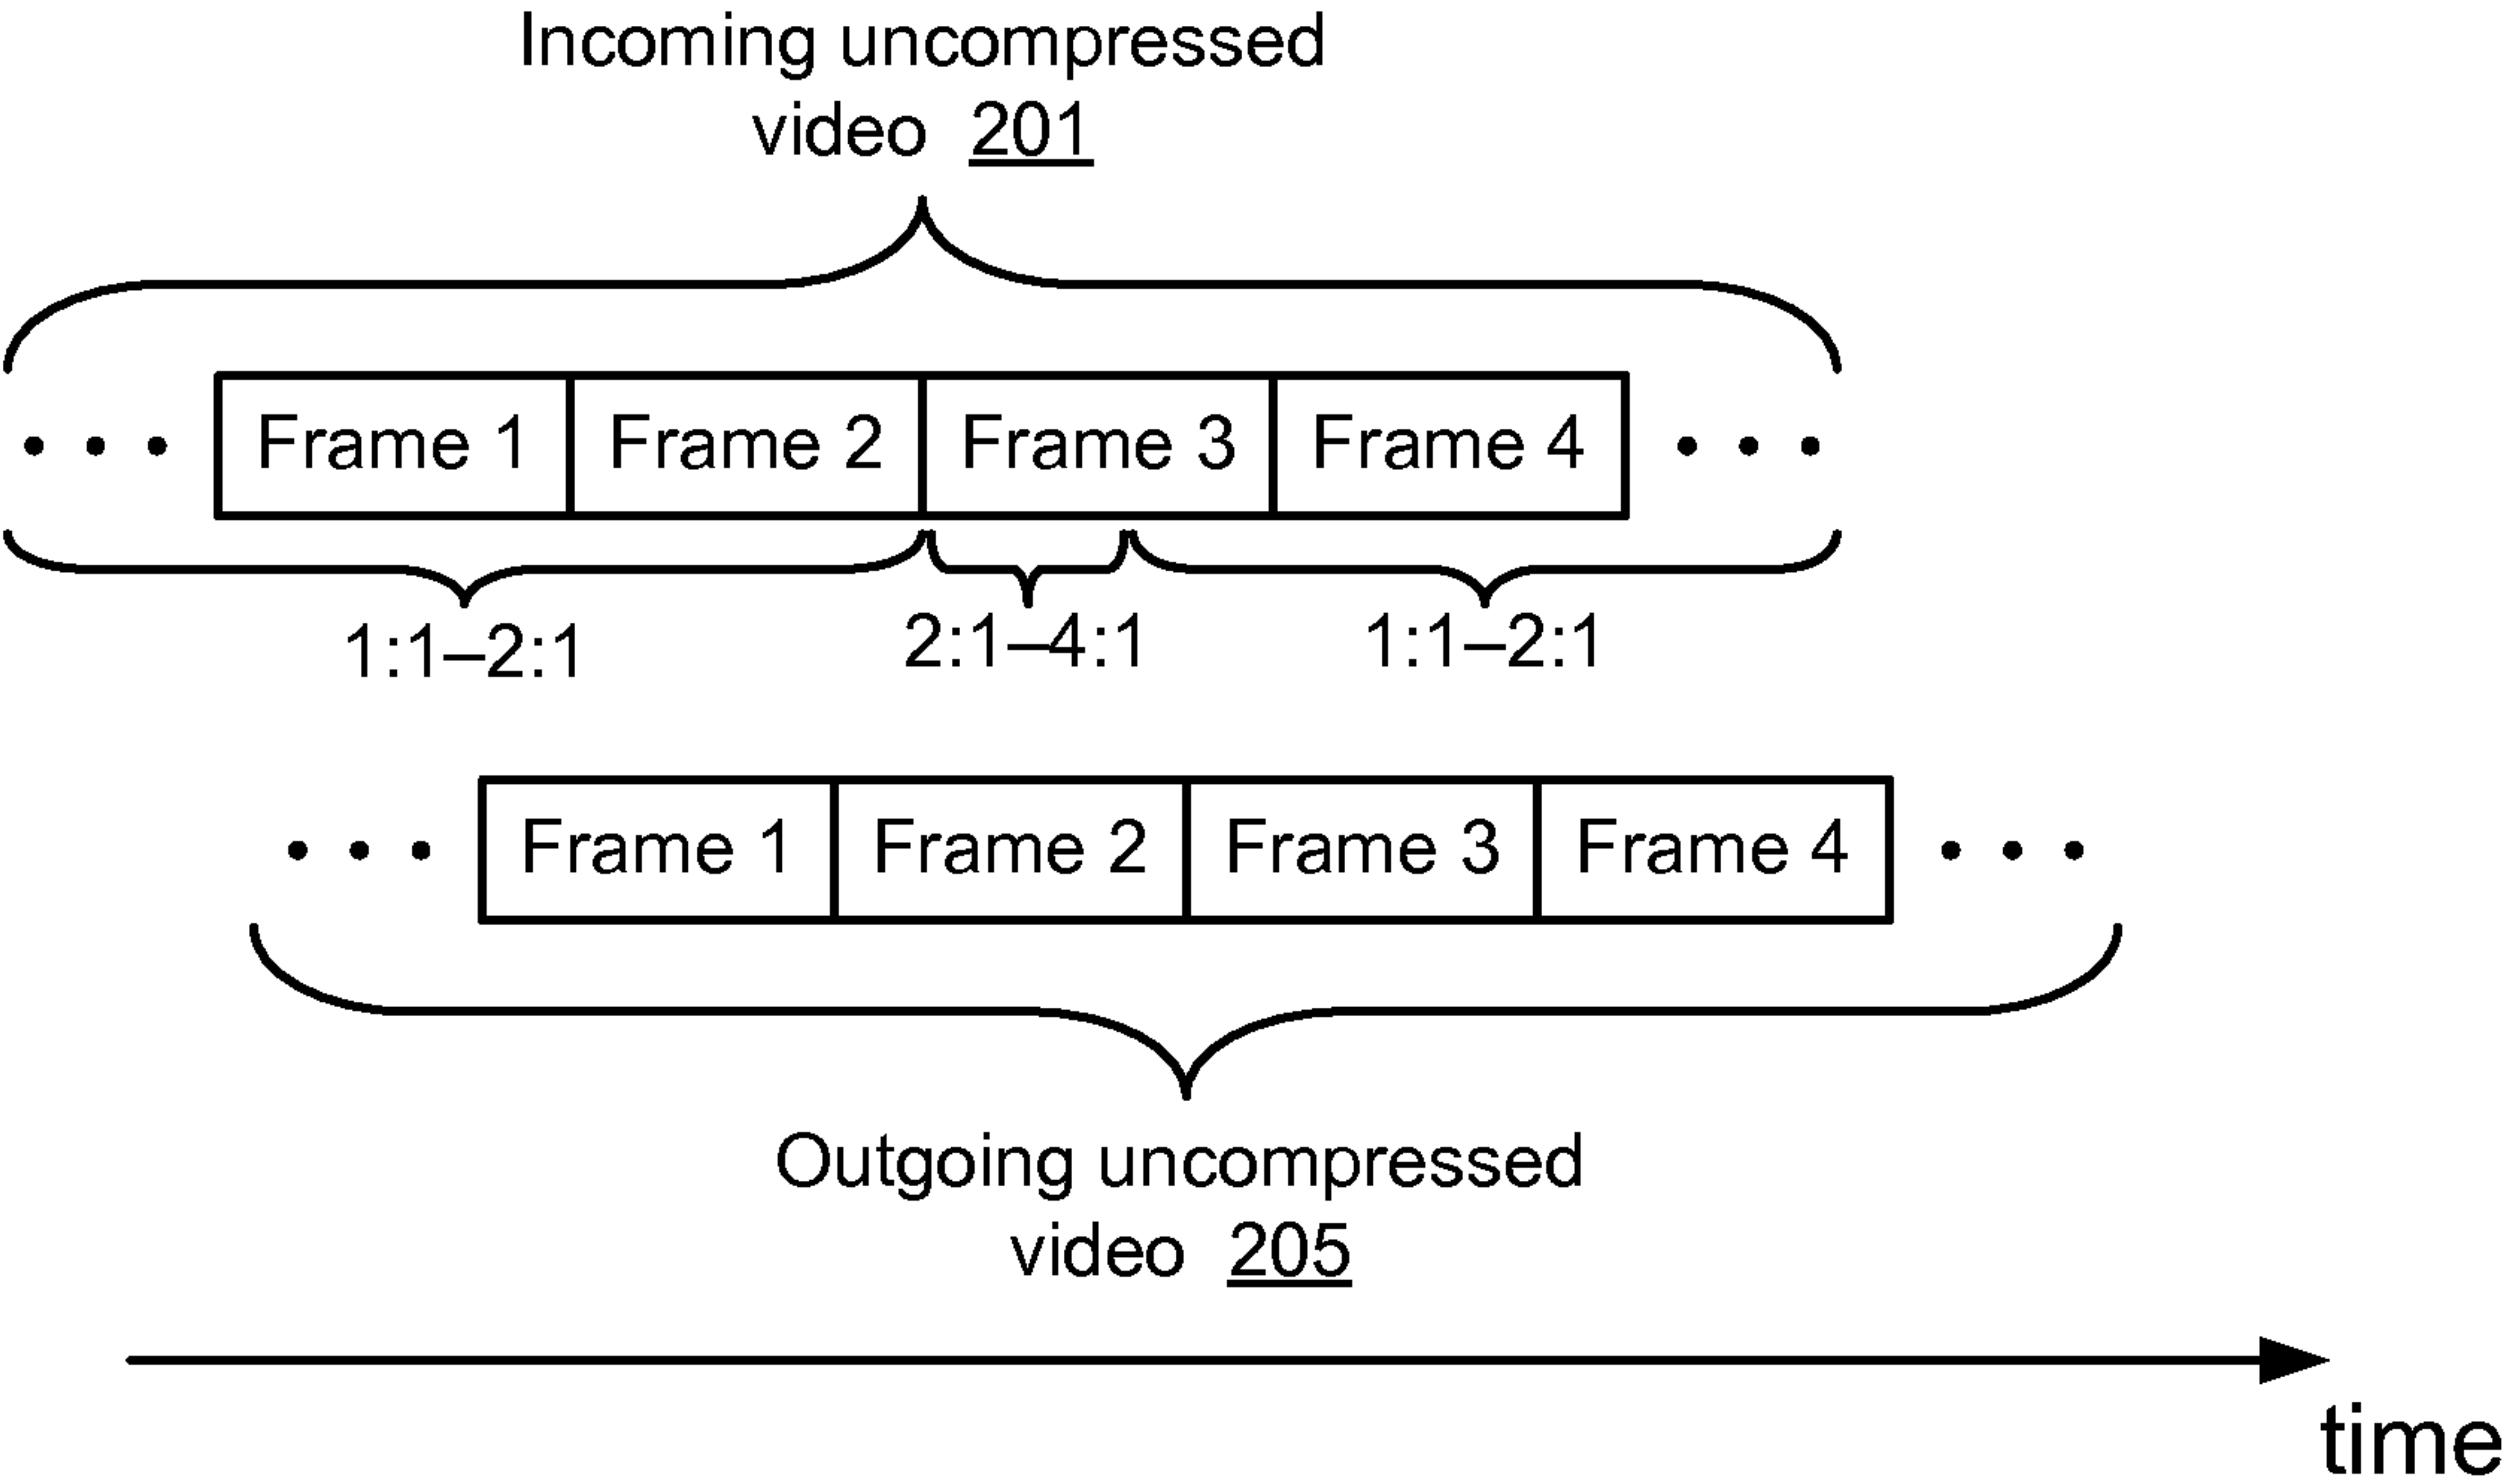 Incoming uncompressed
video 201
• • • Frame 1 Frame 2 Frame 3 Frame 4 • • •
1:1–2:1 2:1–4:1 1:1–2:1
• • • Frame 1 Frame 2 Frame 3 Frame 4 • • •
Outgoing uncompressed
video 205
time